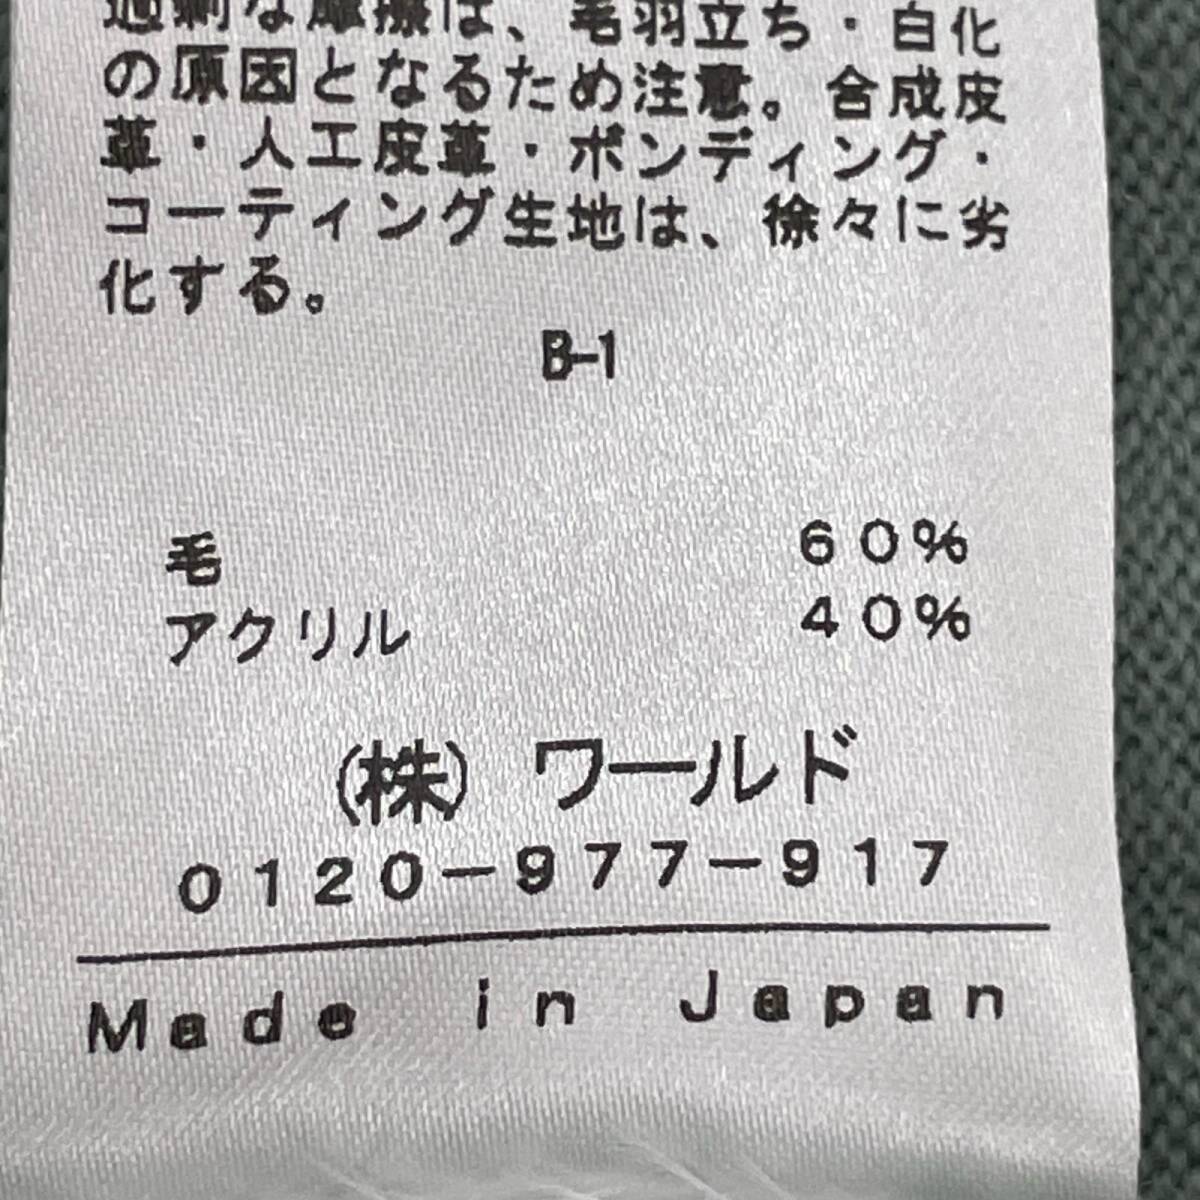 過剰な摩擦は、毛羽立ち・白化
の原因となるため注意。合成皮
革・人工皮革・ボンディング・
コーティング生地は、徐々に劣
化する。
B-1
毛 60%
アクリル 40%
(株) ワールド
0120-977-917
Made in Japan